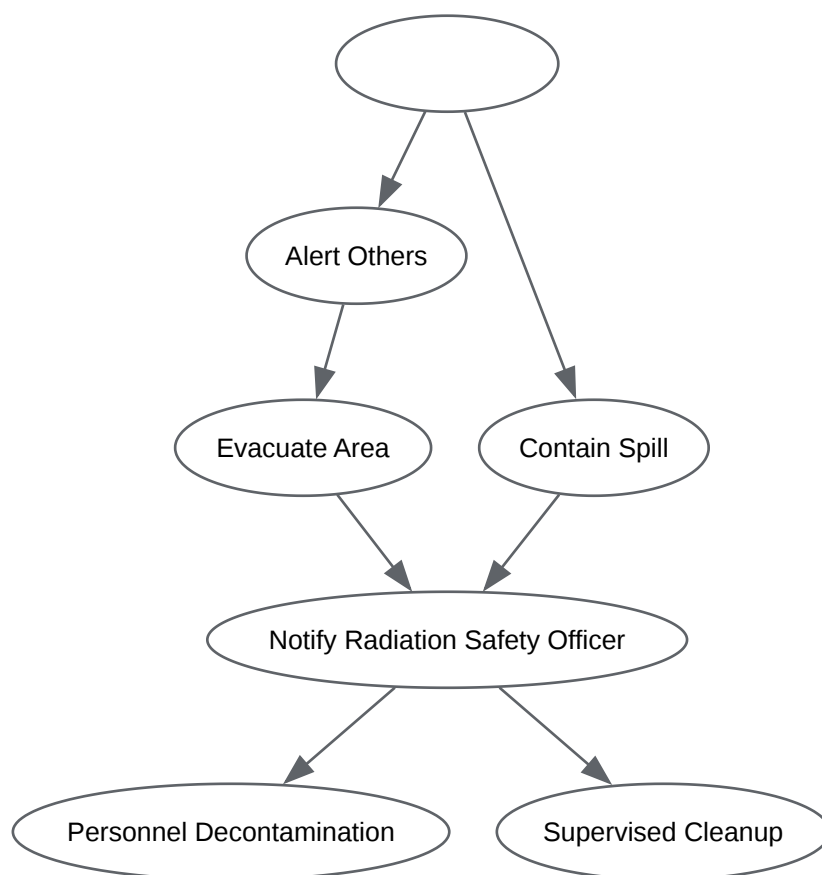 Alert Others
Evacuate Area
Contain Spill
Notify Radiation Safety Officer
Personnel Decontamination
Supervised Cleanup